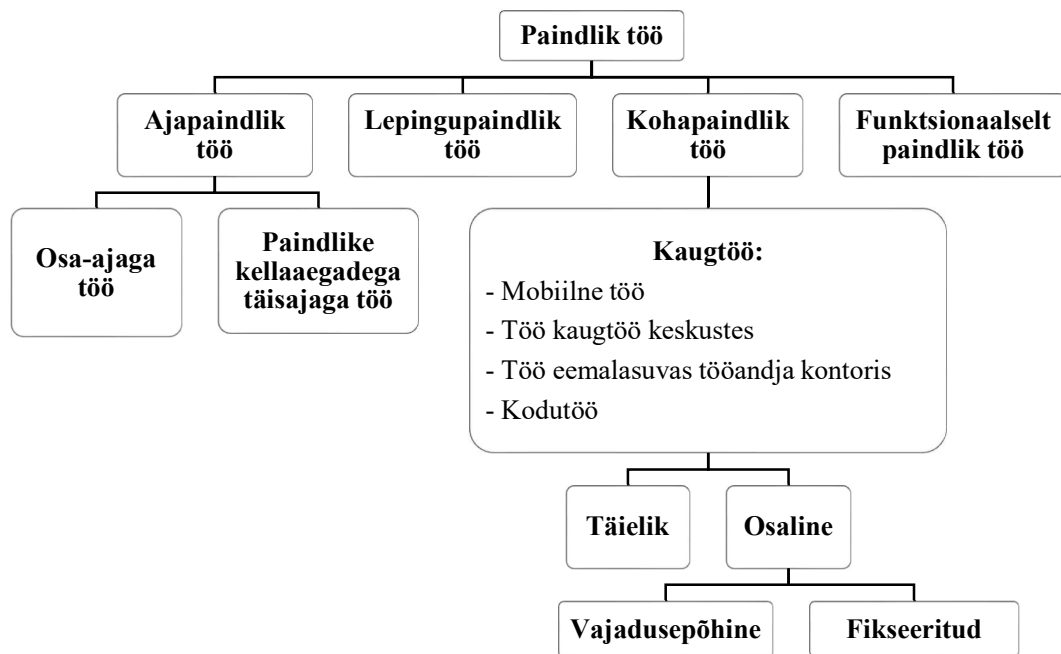 Paindlik töö
Ajapaindlik
töö
Lepingupaindlik
töö
Kohapaindlik
töö
Funktsionaalselt
paindlik töö
Osa-ajaga
töö
Paindlike
kellaaegadega
täisajaga töö
Kaugtöö:
- Mobiilne töö
- Töö kaugtöö keskustes
- Töö eemalasuvas tööandja kontoris
- Kodutöö
Täielik
Osaline
Vajadusepõhine
Fikseeritud